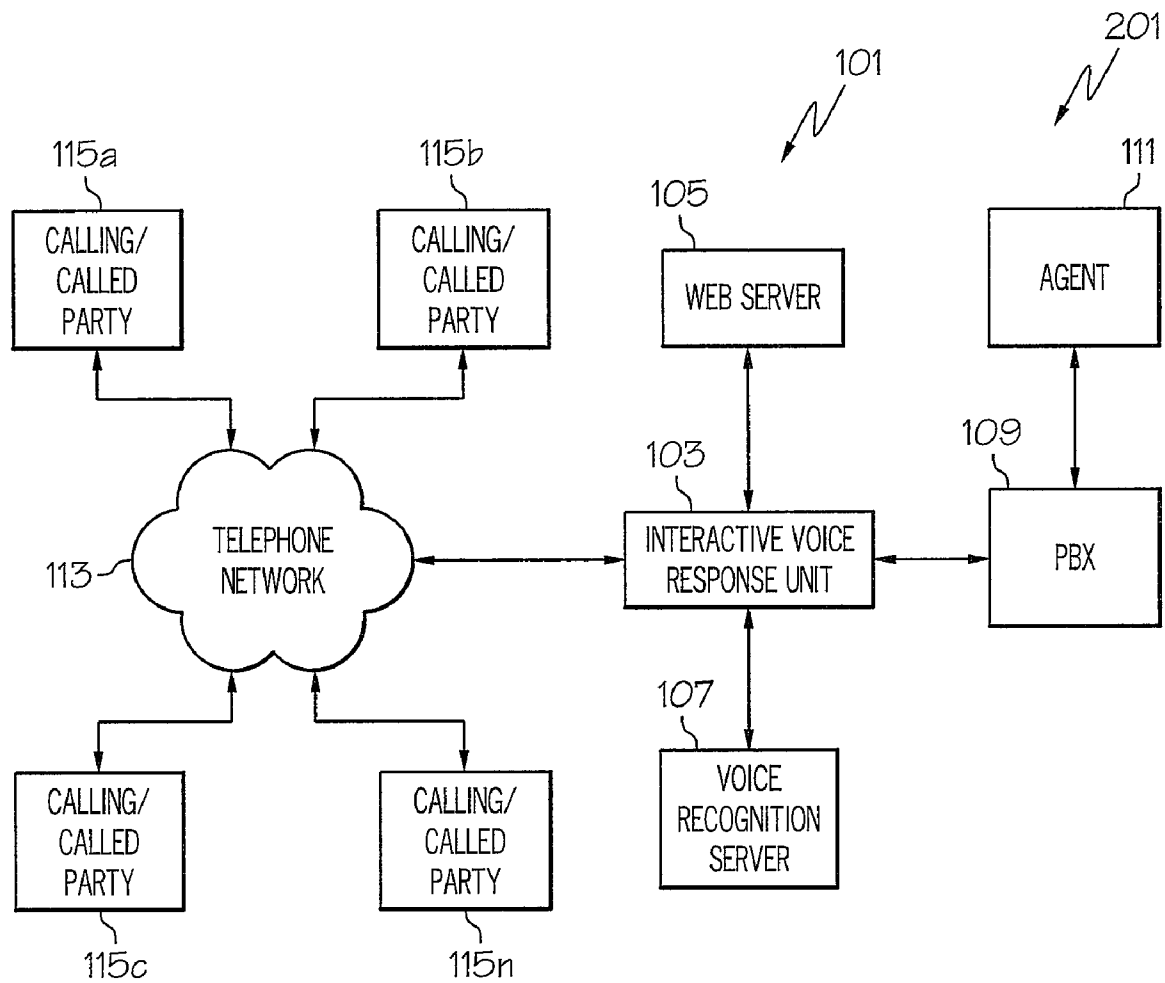 201
101
115a
115b
105
111
CALLING/
CALLED
PARTY
CALLING/
CALLED
PARTY
WEB SERVER
AGENT
103
109
113
TELEPHONE
NETWORK
INTERACTIVE VOICE
RESPONSE UNIT
PBX
107
CALLING/
CALLED
PARTY
CALLING/
CALLED
PARTY
VOICE
RECOGNITION
SERVER
115c
115n